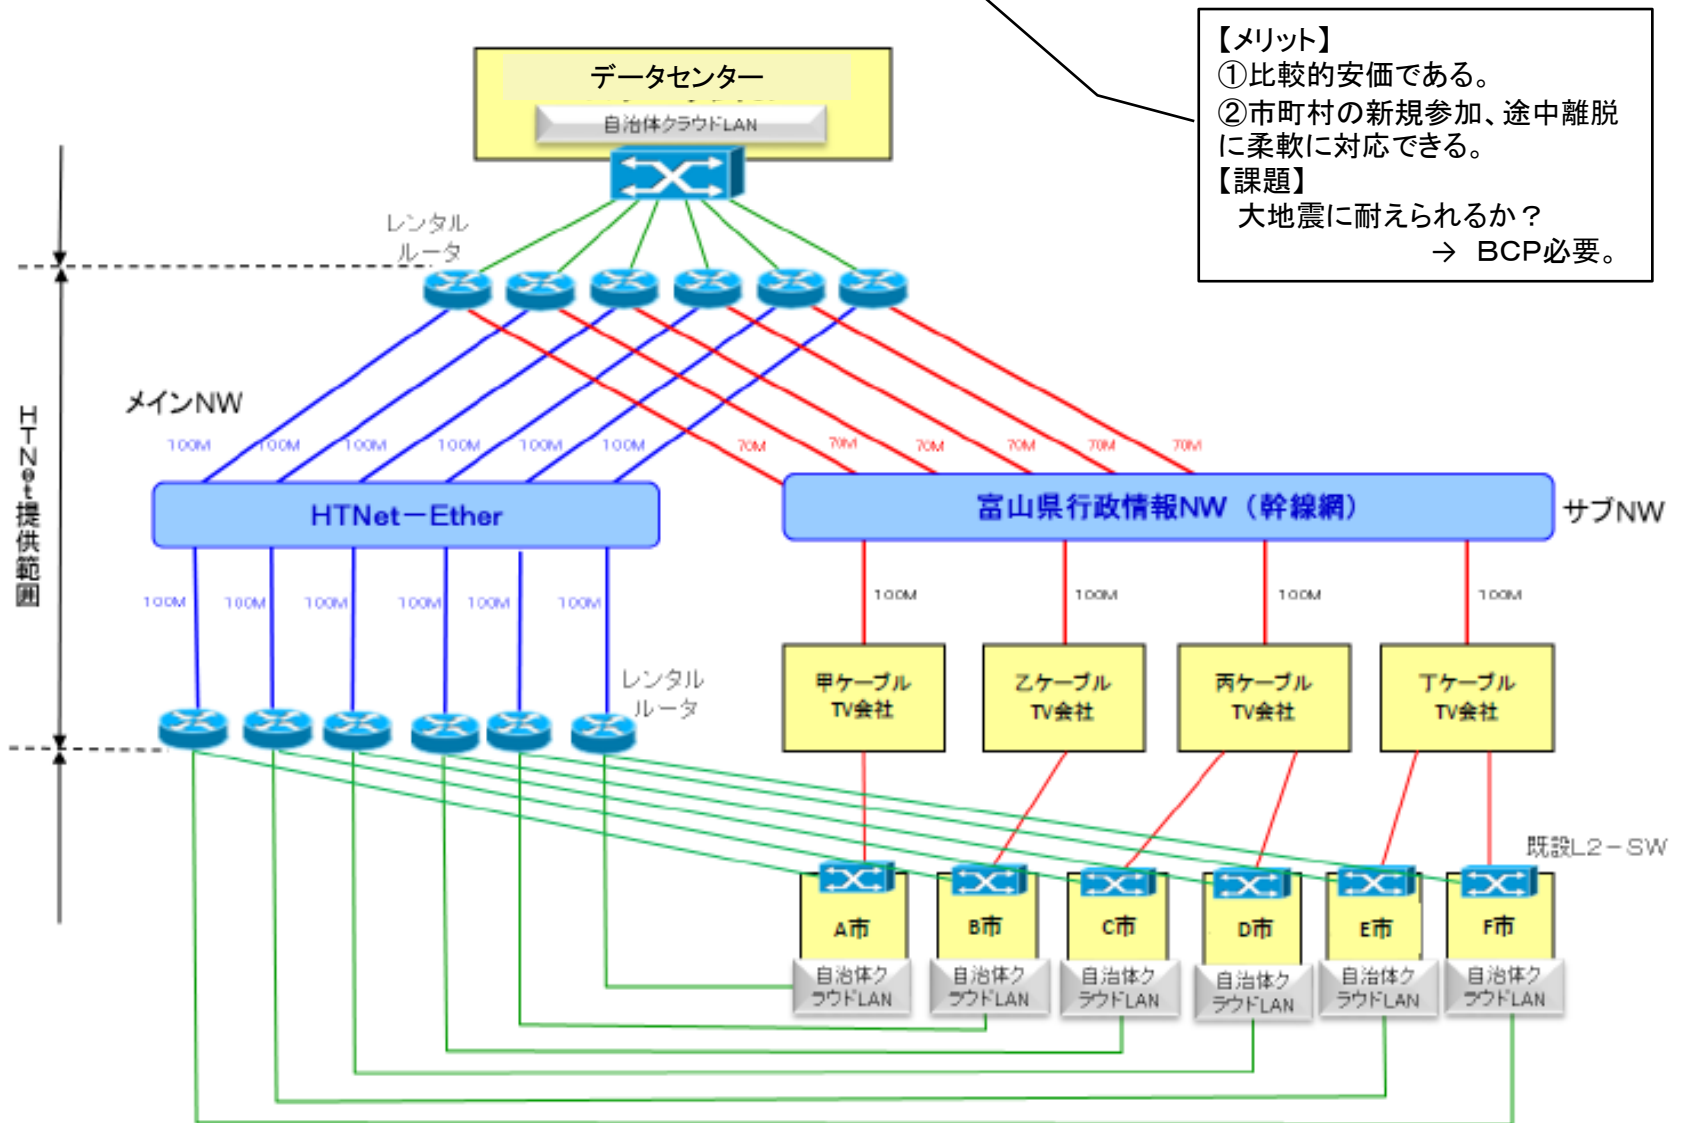 【メリット】
①比較的安価である。
②市町村の新規参加、途中離脱
に柔軟に対応できる。
【課題】
大地震に耐えられるか？
→ BCP必要。
データセンター
自治体クラウドLAN
レンタル
ルータ
メインNW
100M 100M 100M 100M 100M 100M
70M 70M 70M 70M 70M 70M
HTNet提供範囲
HTNet－Ether
富山県行政情報NW（幹線網）
サブNW
100M 100M 100M 100M 100M 100M
100M 100M 100M 100M
レンタル
ルータ
甲ケーブル
TV会社
乙ケーブル
TV会社
丙ケーブル
TV会社
丁ケーブル
TV会社
既設L2－SW
A市
B市
C市
D市
E市
F市
自治体ク
ラウドLAN
自治体ク
ラウドLAN
自治体ク
ラウドLAN
自治体ク
ラウドLAN
自治体ク
ラウドLAN
自治体ク
ラウドLAN